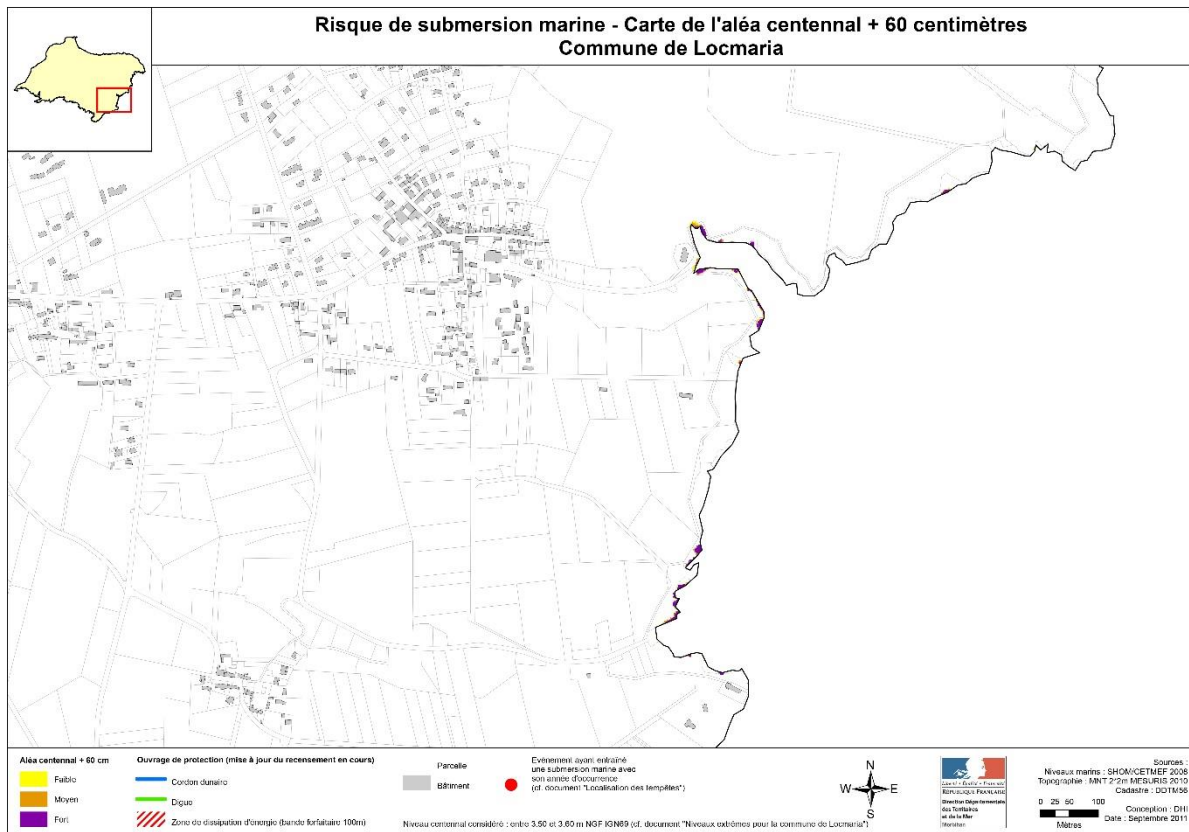 Risque de submersion marine - Carte de l'aléa centennal + 60 centimètres
Commune de Locmaria
Aléa centennal + 60 cm
Faible
Moyen
Fort
Ouvrage de protection (mise à jour du recensement en cours)
Cordon dunaire
Digue
Zone de dissipation d'énergie (bande forfaitaire 100m)
Parcelle
Bâtiment
Evènement ayant entraîné
une submersion marine avec
son année d'occurrence
(cf. document "Localisation des tempêtes")
Niveau centennal considéré : entre 3.50 et 3.60 m NGF IGN69 (cf. document "Niveaux extrêmes pour la commune de Locmaria")
N
W E
S
Liberté • Égalité • Fraternité
RÉPUBLIQUE FRANÇAISE
Direction Départementale
des Territoires
et de la Mer
Morbihan
Sources :
Niveaux marins : SHOM/CETMEF 2008
Topographie : MNT 2*2m MESURIS 2010
Cadastre : DDTM56
0 25 50 100
Mètres
Conception : DHI
Date : Septembre 2011